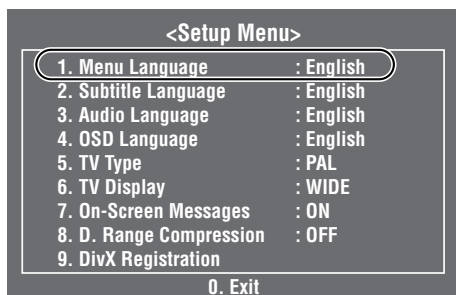 <Setup Menu>
1. Menu Language : English
2. Subtitle Language : English
3. Audio Language : English
4. OSD Language : English
5. TV Type : PAL
6. TV Display : WIDE
7. On-Screen Messages : ON
8. D. Range Compression : OFF
9. DivX Registration
0. Exit